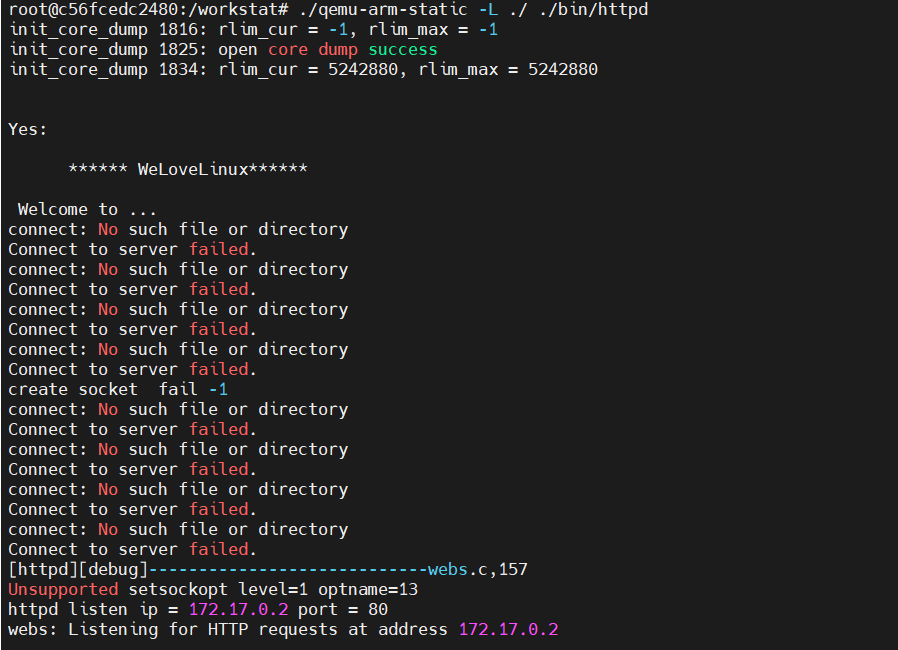 root@c56fcedc2480:/workstat# ./qemu-arm-static -L ./ ./bin/httpd
init_core_dump 1816: rlim_cur = -1, rlim_max = -1
init_core_dump 1825: open core dump success
init_core_dump 1834: rlim_cur = 5242880, rlim_max = 5242880
Yes:
****** WeLoveLinux******
Welcome to ...
connect: No such file or directory
Connect to server failed.
connect: No such file or directory
Connect to server failed.
connect: No such file or directory
Connect to server failed.
connect: No such file or directory
Connect to server failed.
create socket  fail -1
connect: No such file or directory
Connect to server failed.
connect: No such file or directory
Connect to server failed.
connect: No such file or directory
Connect to server failed.
connect: No such file or directory
Connect to server failed.
[httpd][debug]----------------------------webs.c,157
Unsupported setsockopt level=1 optname=13
httpd listen ip = 172.17.0.2 port = 80
webs: Listening for HTTP requests at address 172.17.0.2